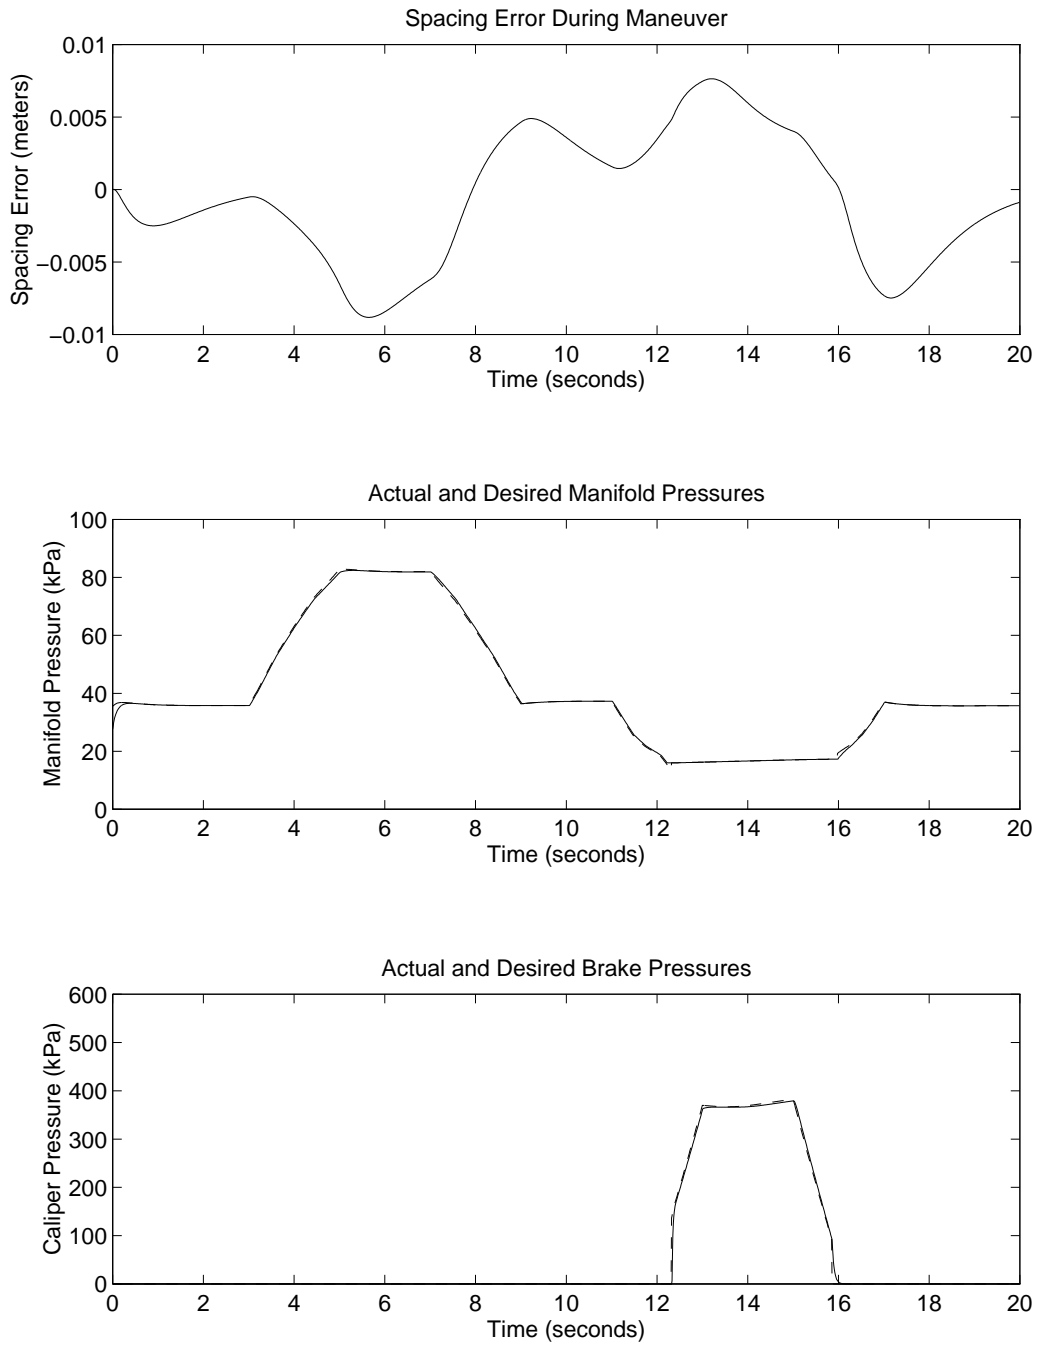 Spacing Error During Maneuver
0.01
0.005
0
−0.005
−0.01
Spacing Error (meters)
0 2 4 6 8 10 12 14 16 18 20
Time (seconds)
Actual and Desired Manifold Pressures
100
80
60
40
20
0
Manifold Pressure (kPa)
0 2 4 6 8 10 12 14 16 18 20
Time (seconds)
Actual and Desired Brake Pressures
600
500
400
300
200
100
0
Caliper Pressure (kPa)
0 2 4 6 8 10 12 14 16 18 20
Time (seconds)